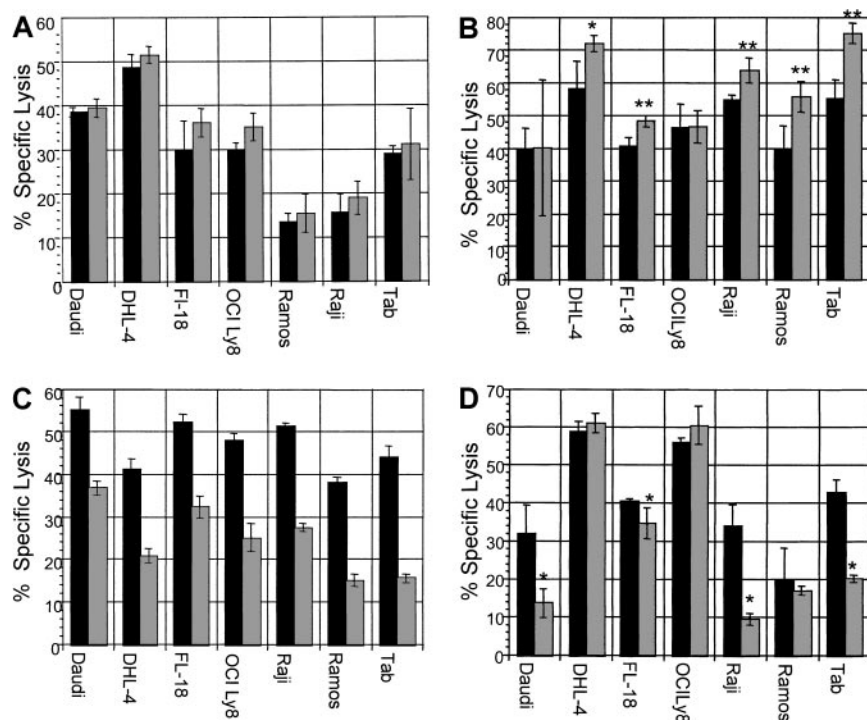 A
% Specific Lysis
60
50
40
30
20
10
0
Daudi
DHL-4
Fl-18
OCI Ly8
Ramos
Raji
Tab
B
% Specific Lysis
80
70
60
50
40
30
20
10
0
*
**
**
**
**
Daudi
DHL-4
FL-18
OCILy8
Raji
Ramos
Tab
C
% Specific Lysis
60
50
40
30
20
10
0
Daudi
DHL-4
FL-18
OCI Ly8
Raji
Ramos
Tab
D
% Specific Lysis
70
60
50
40
30
20
10
0
*
*
*
*
Daudi
DHL-4
FL-18
OCILy8
Raji
Ramos
Tab